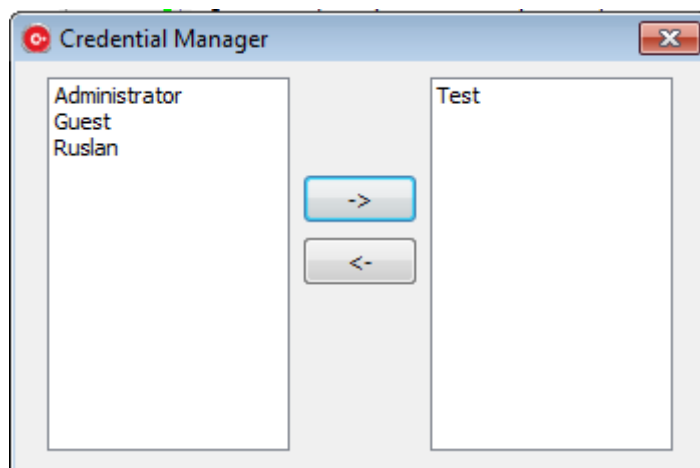 Credential Manager
Administrator
Guest
Ruslan
->
<-
Test